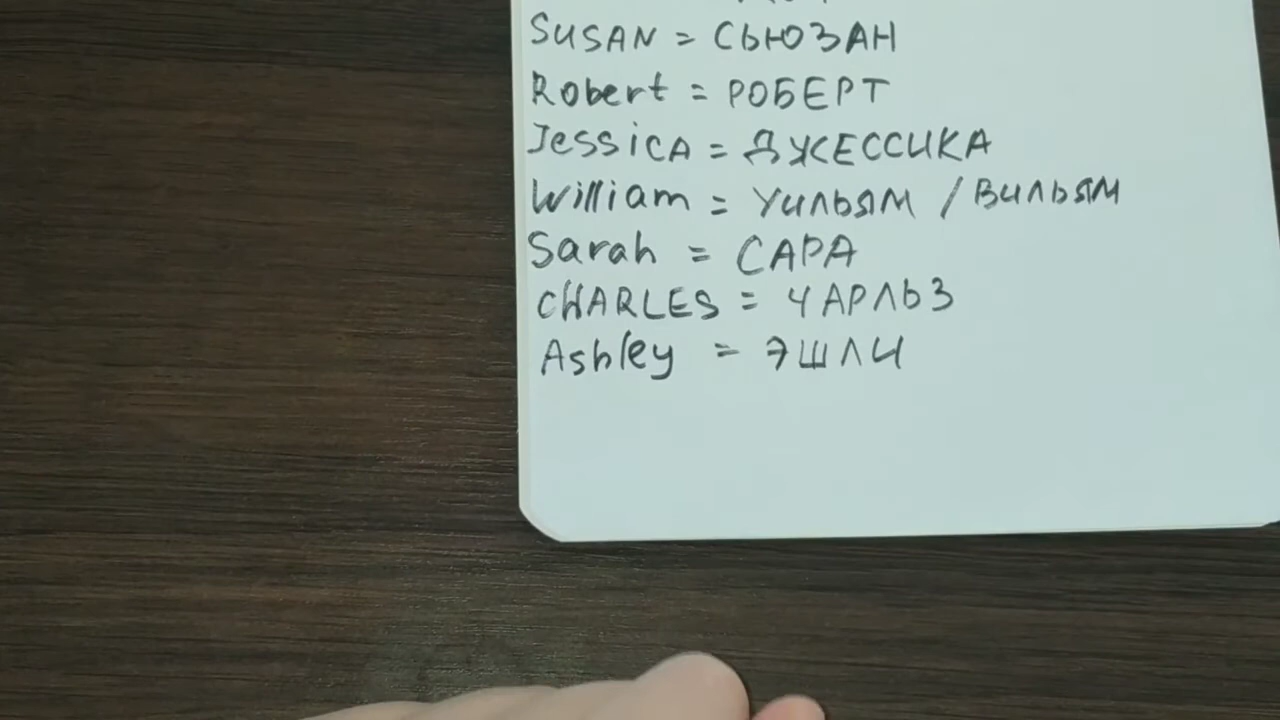 SUSAN = СЬЮЗАН
Robert = РОБЕРТ
Jessica = ДЖЕССИКА
William = УИЛЬЯМ / ВИЛЬЯМ
Sarah = САРА
CHARLES = ЧАРЛЬЗ
Ashley = ЭШЛИ